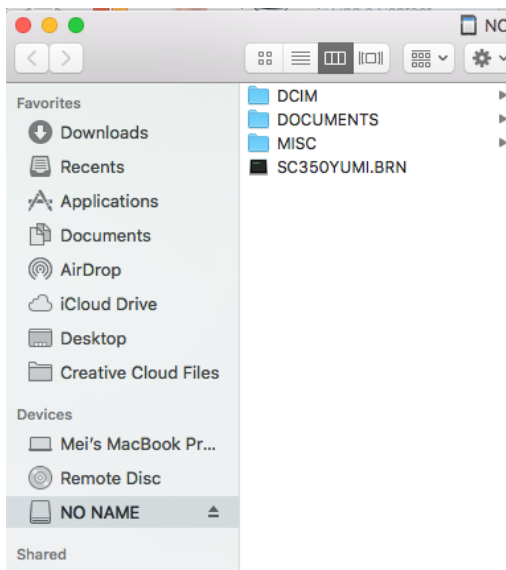 NO
Favorites
Downloads
Recents
Applications
Documents
AirDrop
iCloud Drive
Desktop
Creative Cloud Files
Devices
Mei's MacBook Pr...
Remote Disc
NO NAME
Shared
DCIM
DOCUMENTS
MISC
SC350YUMI.BRN